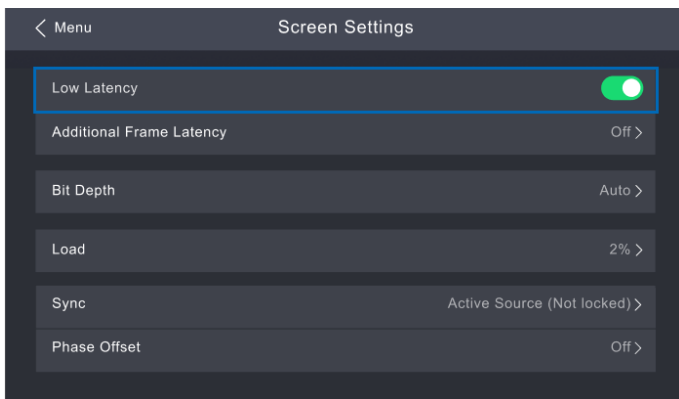 Menu
Screen Settings
Low Latency
Additional Frame Latency Off
Bit Depth Auto
Load 2%
Sync Active Source (Not locked)
Phase Offset Off